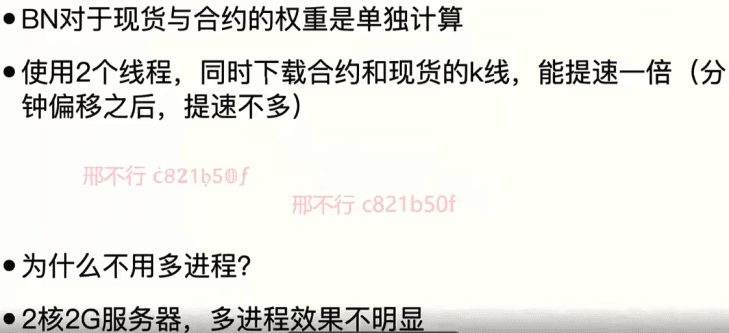 ●BN对于现货与合约的权重是单独计算
●使用2个线程，同时下载合约和现货的k线，能提速一倍（分
钟偏移之后，提速不多）
邢不行 c821b50f
邢不行 c821b50f
●为什么不用多进程？
●2核2G服务器，多进程效果不明显